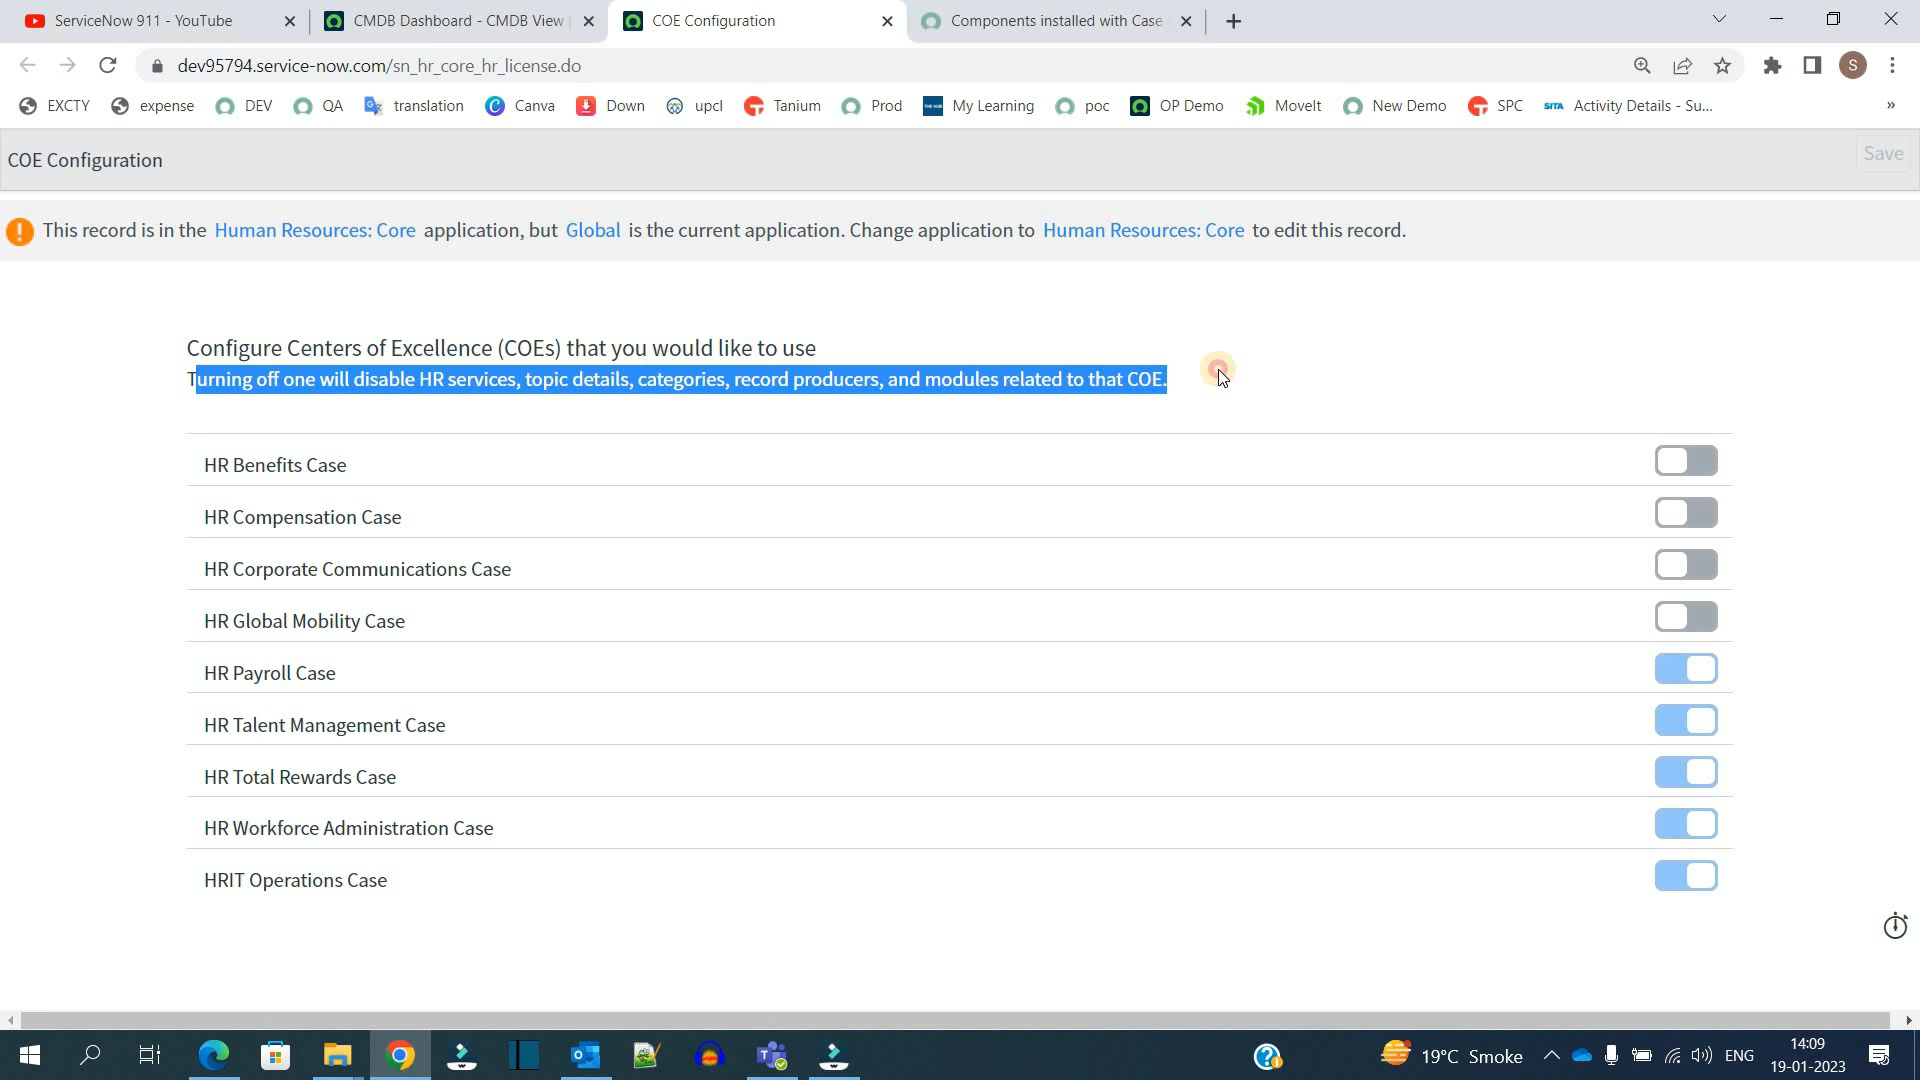 ServiceNow 911 - YouTube
CMDB Dashboard - CMDB View
COE Configuration
Components installed with Case
dev95794.service-now.com/sn_hr_core_hr_license.do
S
EXCTY
expense
DEV
QA
translation
Canva
Down
upcl
Tanium
Prod
THE HUB
My Learning
poc
OP Demo
MoveIt
New Demo
SPC
SITA
Activity Details - Su...
»
COE Configuration
Save
This record is in the Human Resources: Core application, but Global is the current application. Change application to Human Resources: Core to edit this record.
Configure Centers of Excellence (COEs) that you would like to use
Turning off one will disable HR services, topic details, categories, record producers, and modules related to that COE.
HR Benefits Case
HR Compensation Case
HR Corporate Communications Case
HR Global Mobility Case
HR Payroll Case
HR Talent Management Case
HR Total Rewards Case
HR Workforce Administration Case
HRIT Operations Case
19°C Smoke
ENG
14:09
19-01-2023